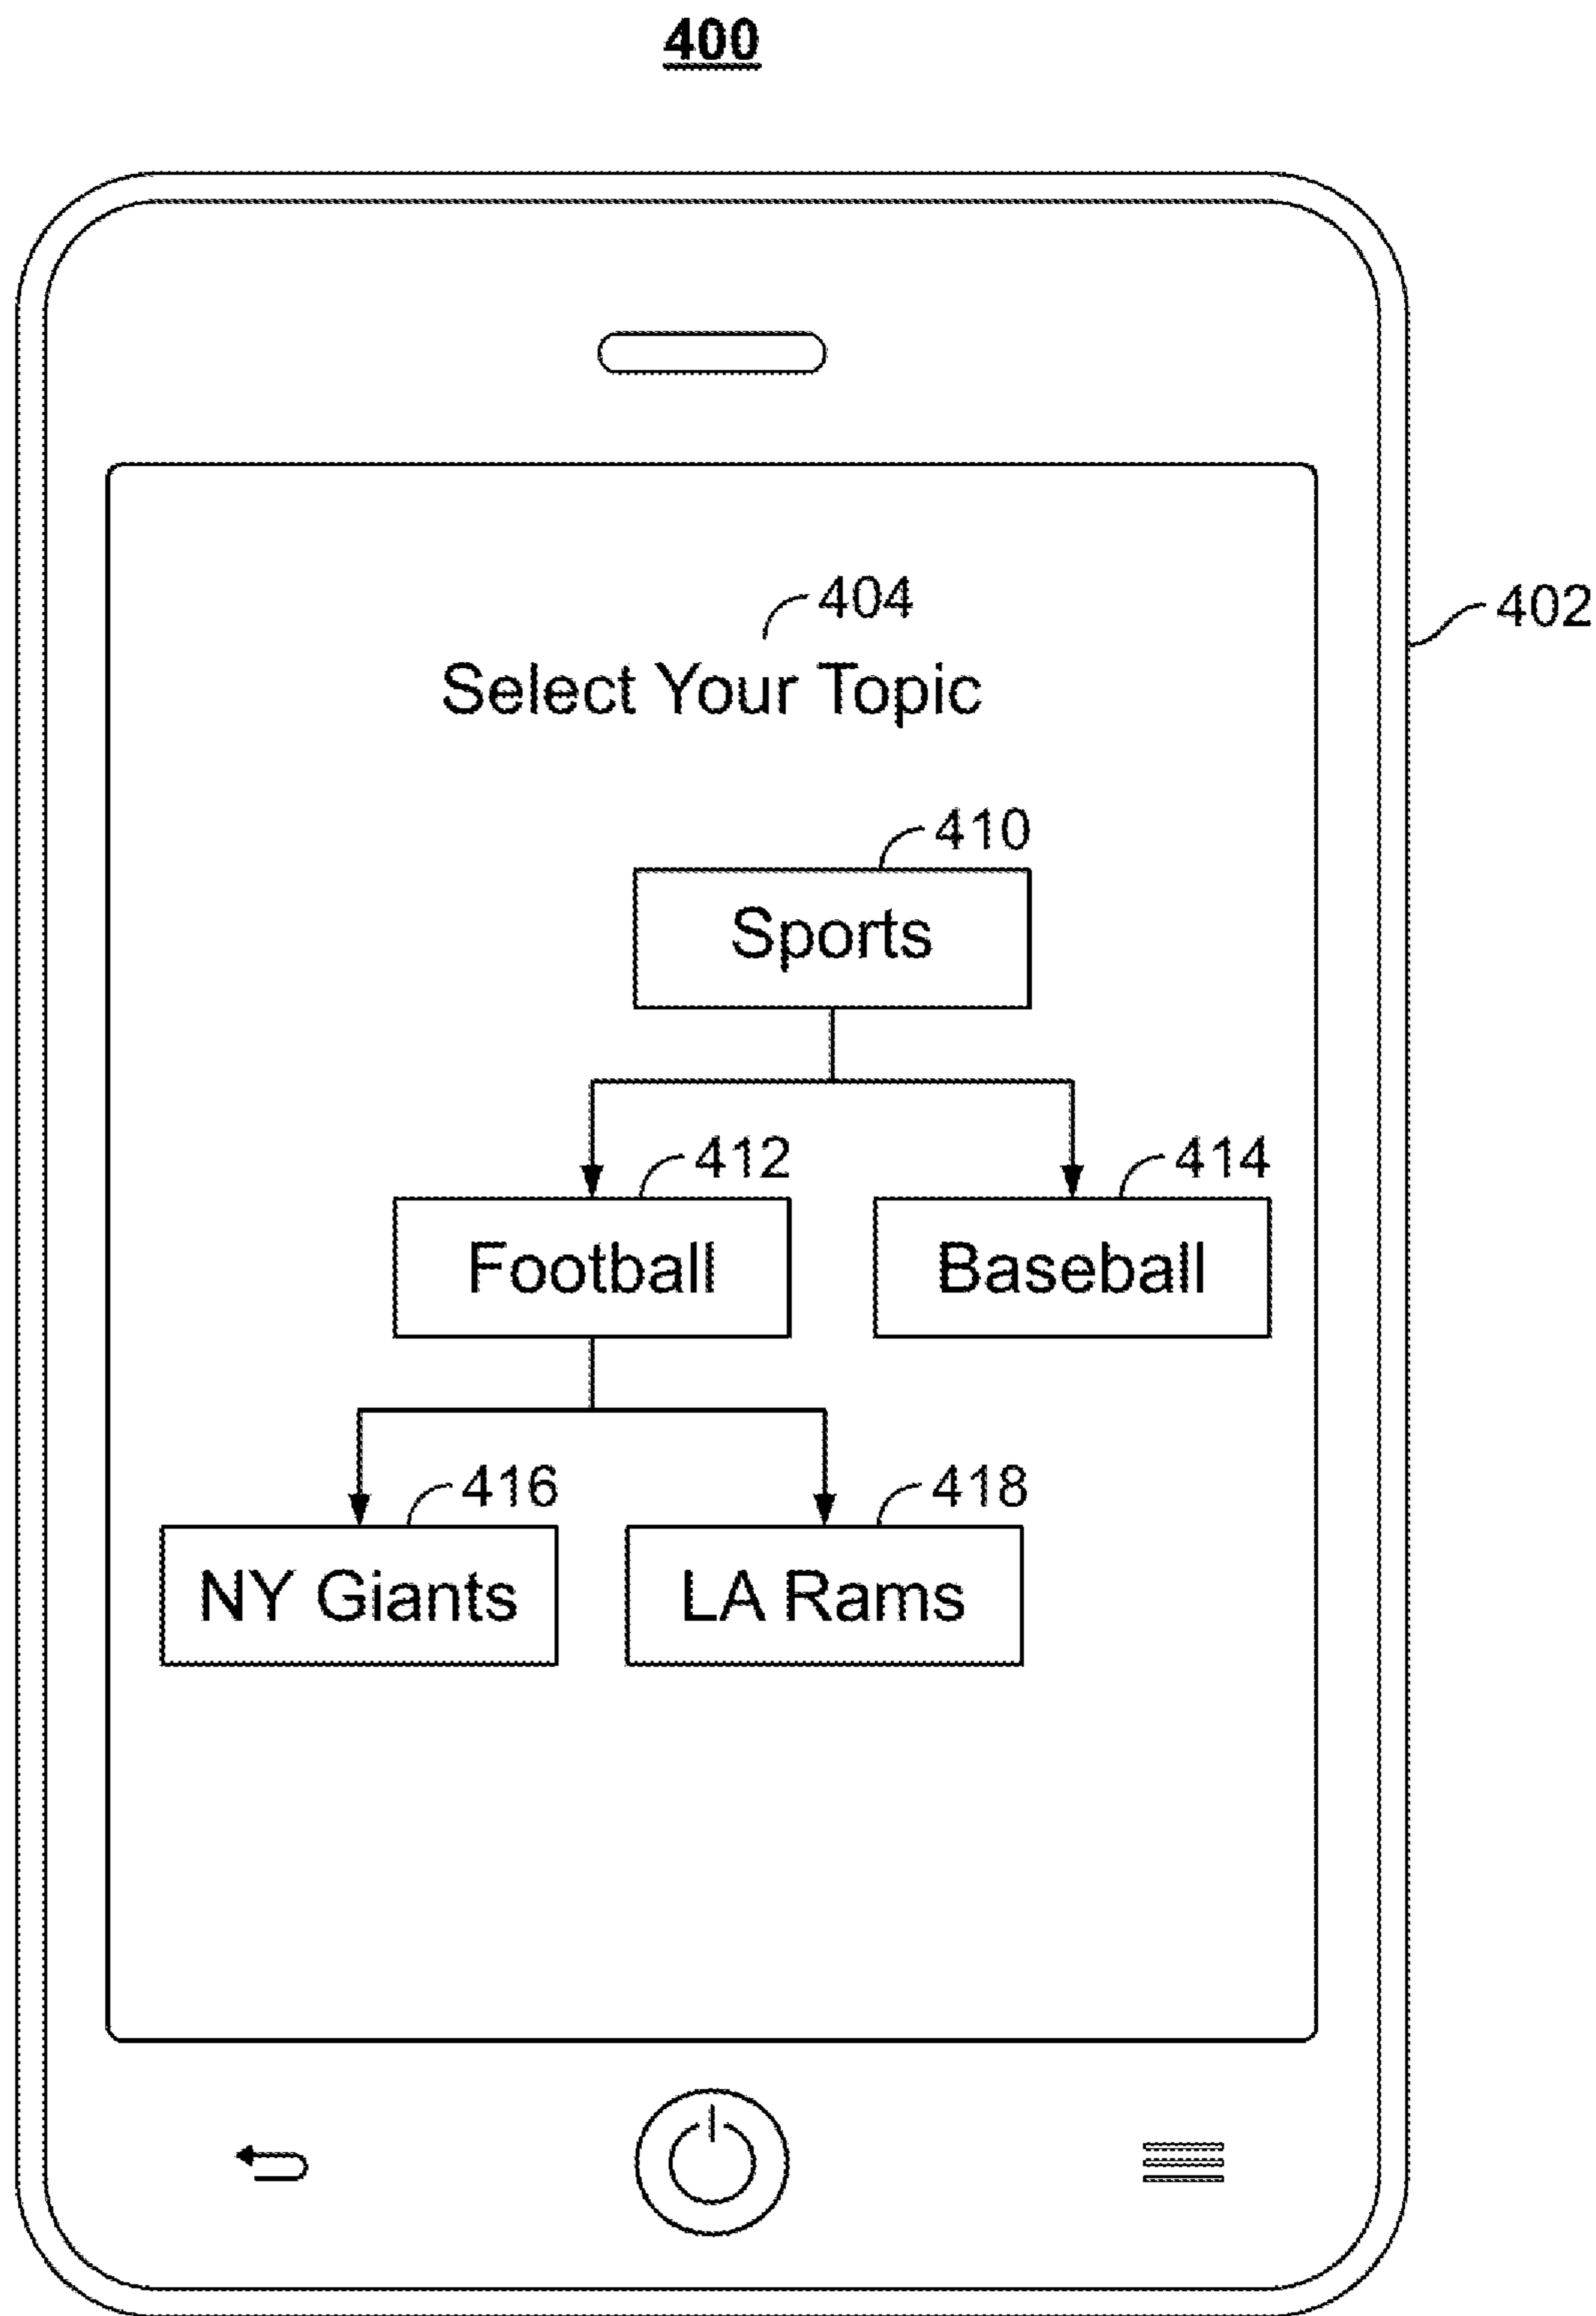 400
404
402
Select Your Topic
410
Sports
412 414
Football Baseball
416 418
NY Giants LA Rams